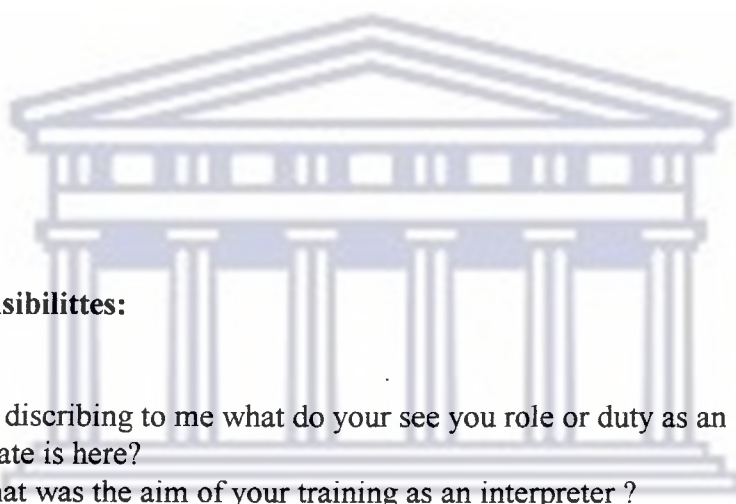 sibilittes:
discribing to me what do your see you role or duty as an
ate is here?
nat was the aim of your training as an interpreter ?